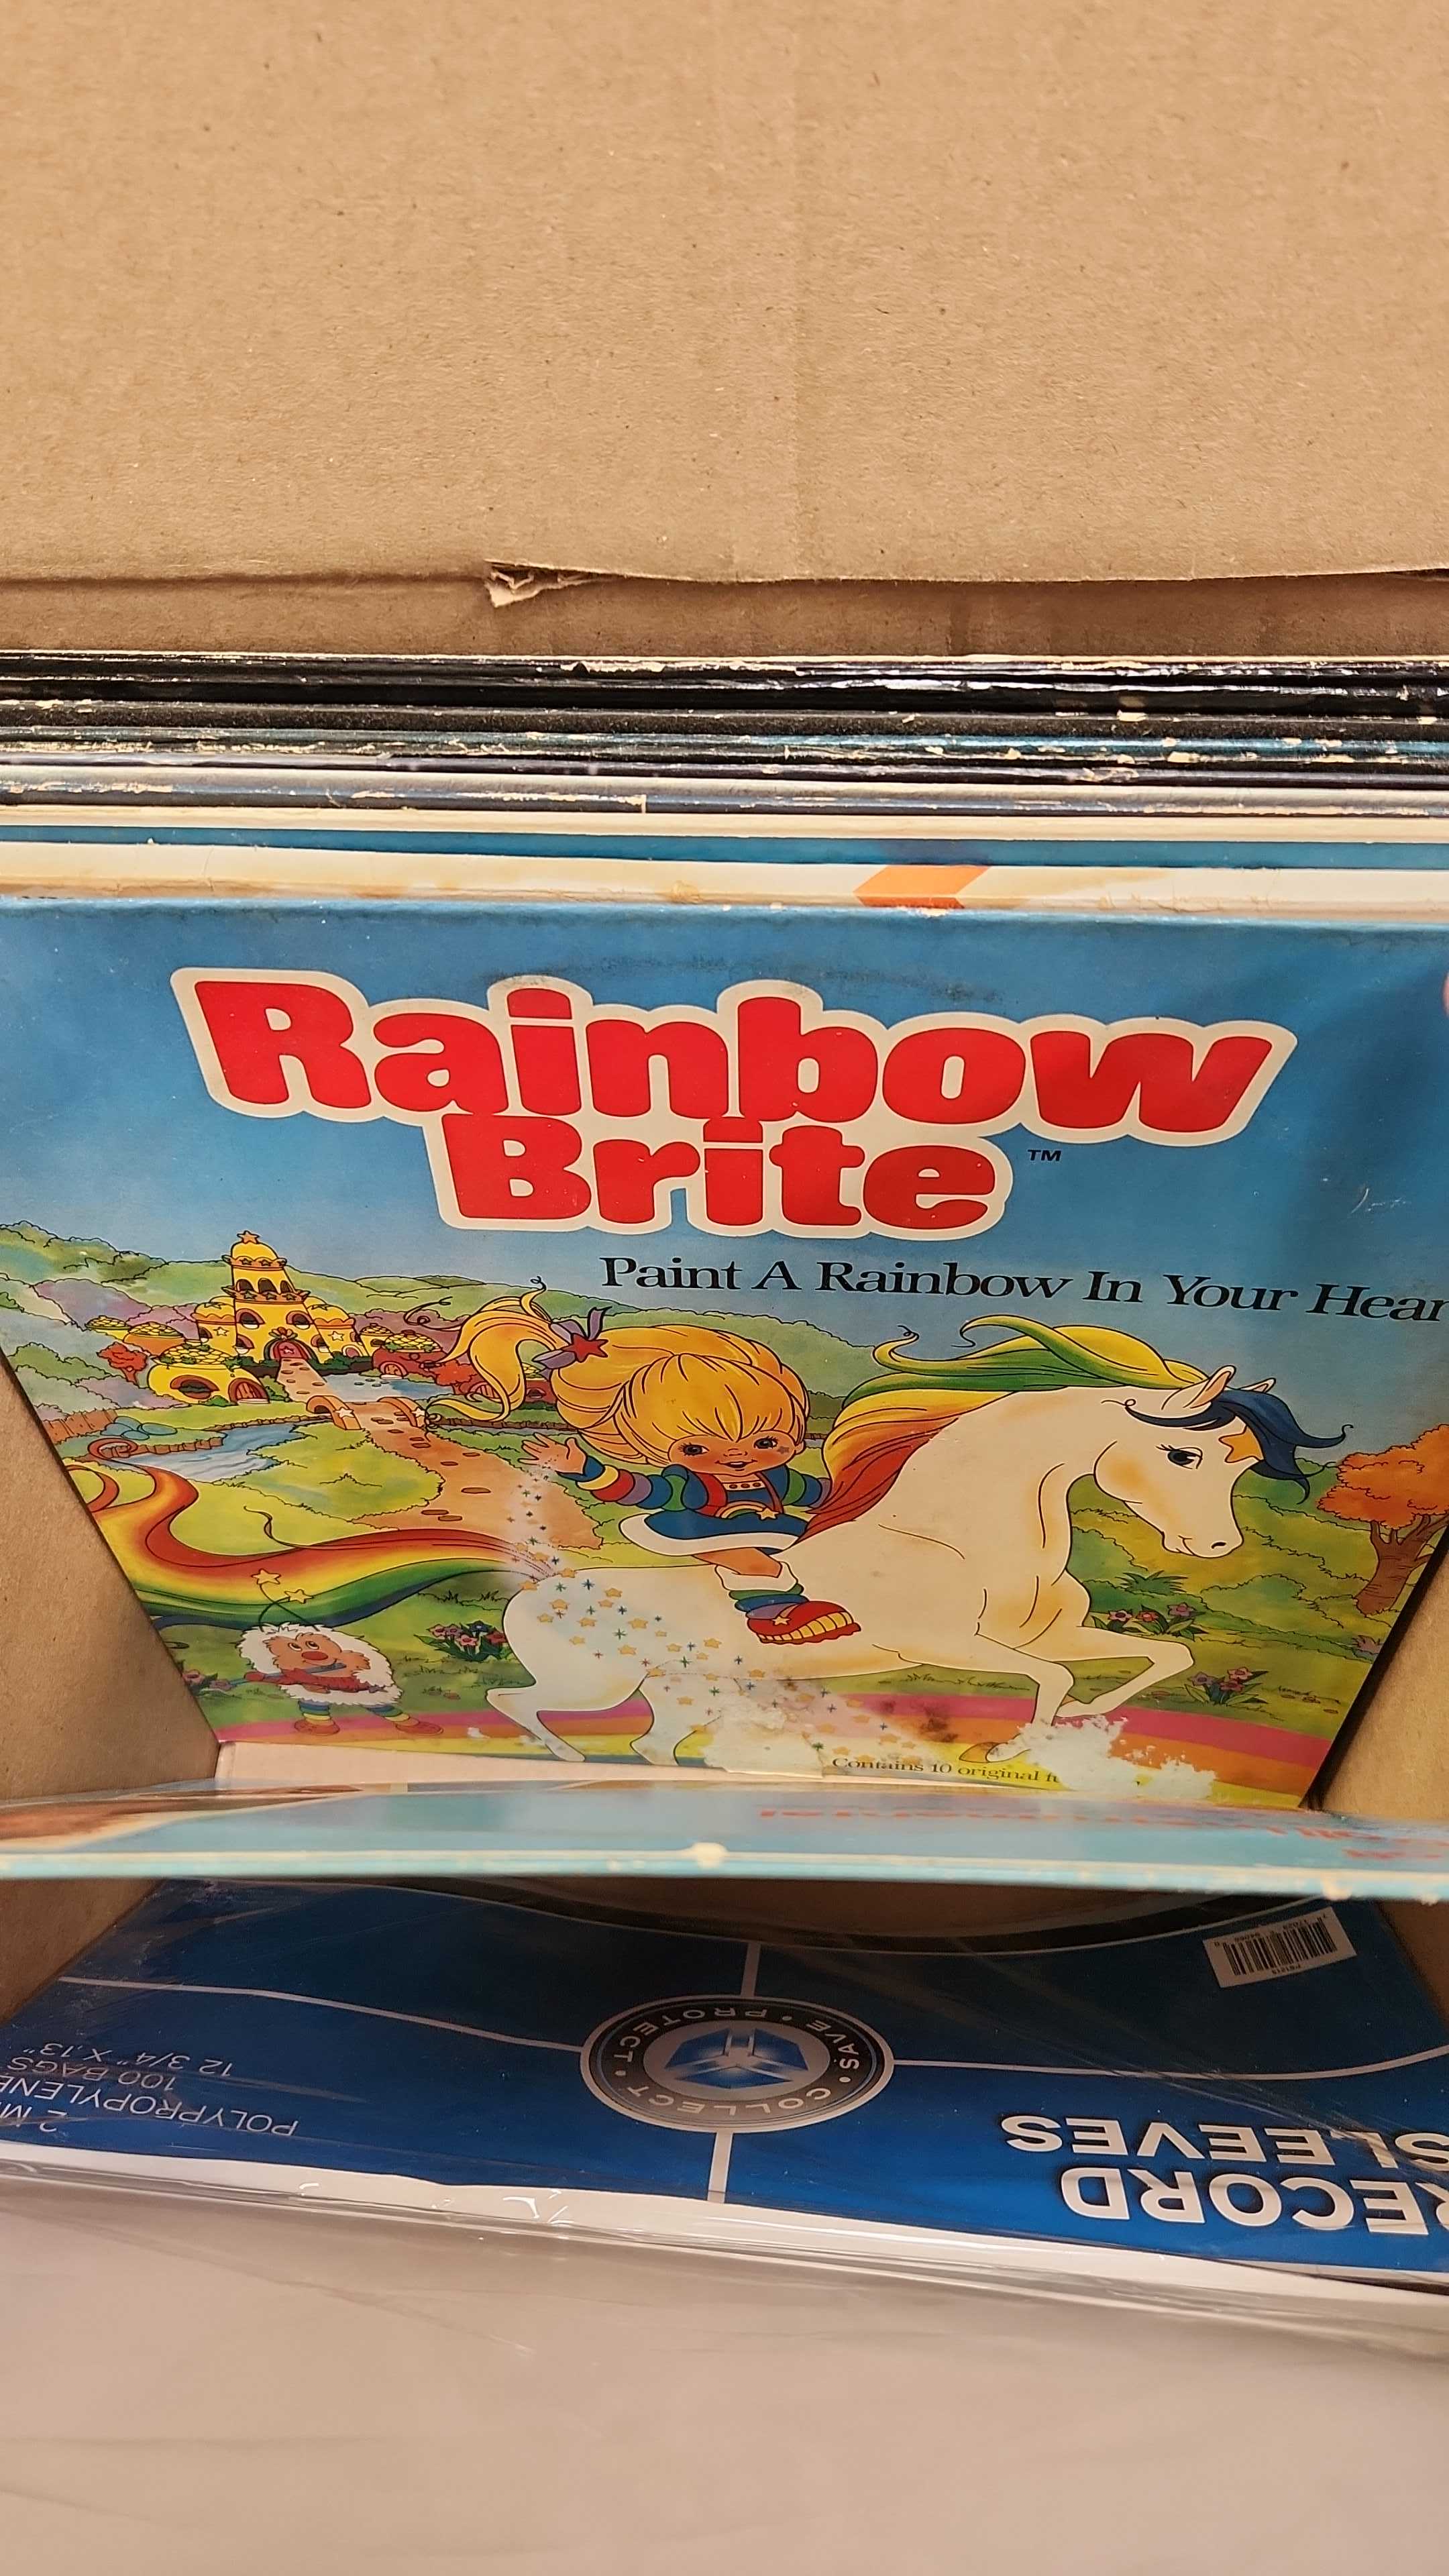 Rainbow
Brite™
Paint A Rainbow In Your Hear
Contains 10 original
COLLECT • SAVE • PROTECT •
RECORD
SLEEVES
POLYPROPYLENE
100 BAGS
12 3/4" X 13"